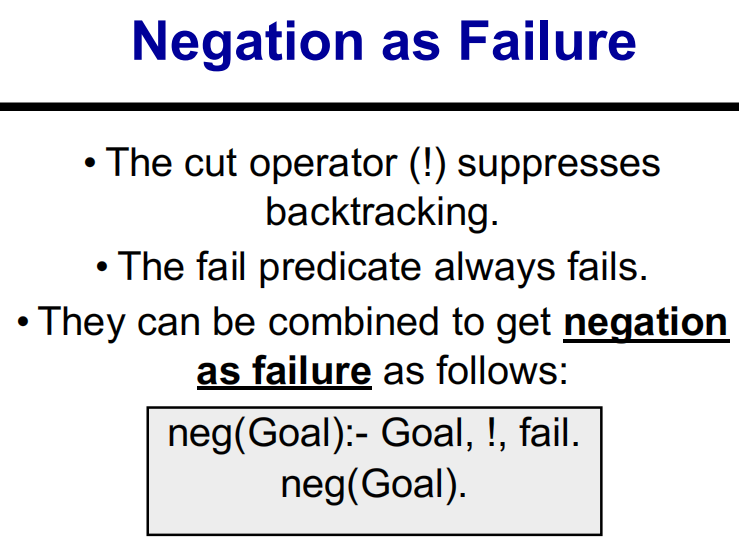 Negation as Failure
• The cut operator (!) suppresses
backtracking.
• The fail predicate always fails.
• They can be combined to get negation
as failure as follows:
neg(Goal):- Goal, !, fail.
neg(Goal).